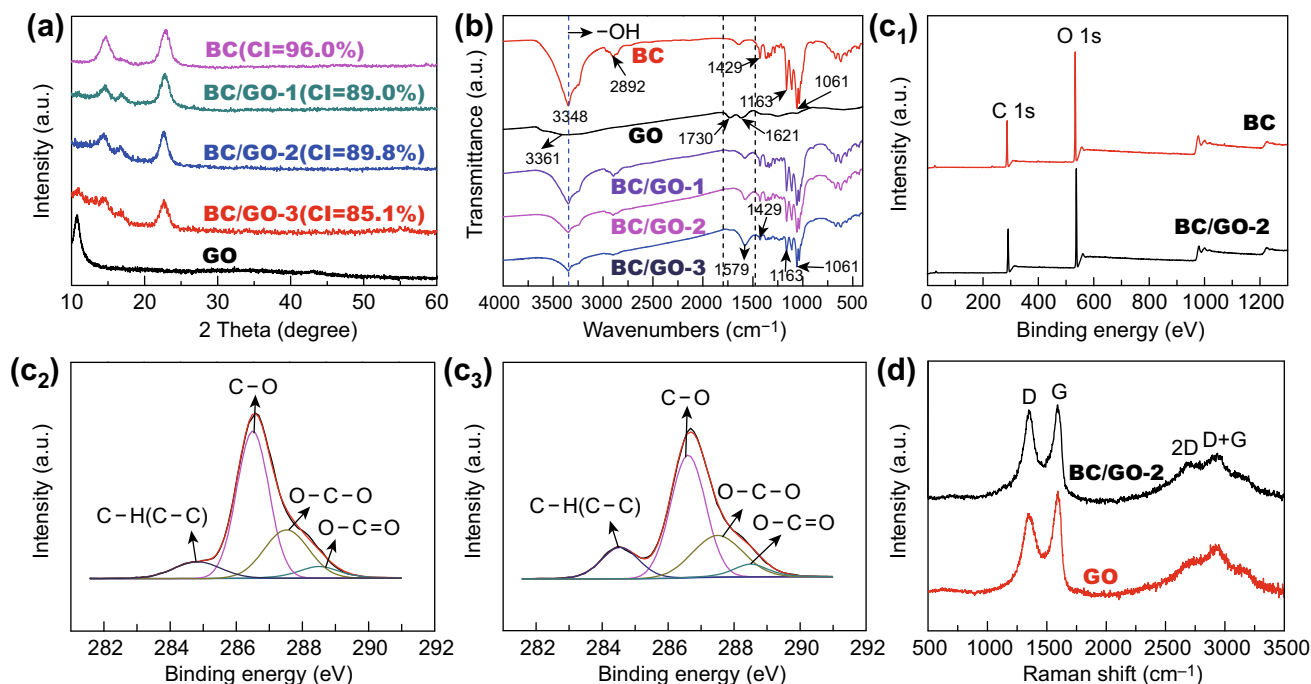 (a)
BC(CI=96.0%)
BC/GO-1(CI=89.0%)
BC/GO-2(CI=89.8%)
BC/GO-3(CI=85.1%)
GO
Intensity (a.u.)
10 20 30 40 50 60
2 Theta (degree)
(b)
−OH
BC
2892
1429
1163
1061
3348
GO
3361
1730
1621
BC/GO-1
BC/GO-2
1429
BC/GO-3
1579
1163
1061
Transmittance (a.u.)
4000 3500 3000 2500 2000 1500 1000 500
Wavenumbers (cm−1)
(c1)
O 1s
C 1s
BC
BC/GO-2
Intensity (a.u.)
0 200 400 600 800 1000 1200
Binding energy (eV)
(c2)
C−O
C−H(C−C)
O−C−O
O−C=O
Intensity (a.u.)
282 284 286 288 290 292
Binding energy (eV)
(c3)
C−O
C−H(C−C)
O−C−O
O−C=O
Intensity (a.u.)
282 284 286 288 290 292
Binding energy (eV)
(d)
D
G
2D
D+G
BC/GO-2
GO
Intensity (a.u.)
500 1000 1500 2000 2500 3000 3500
Raman shift (cm−1)